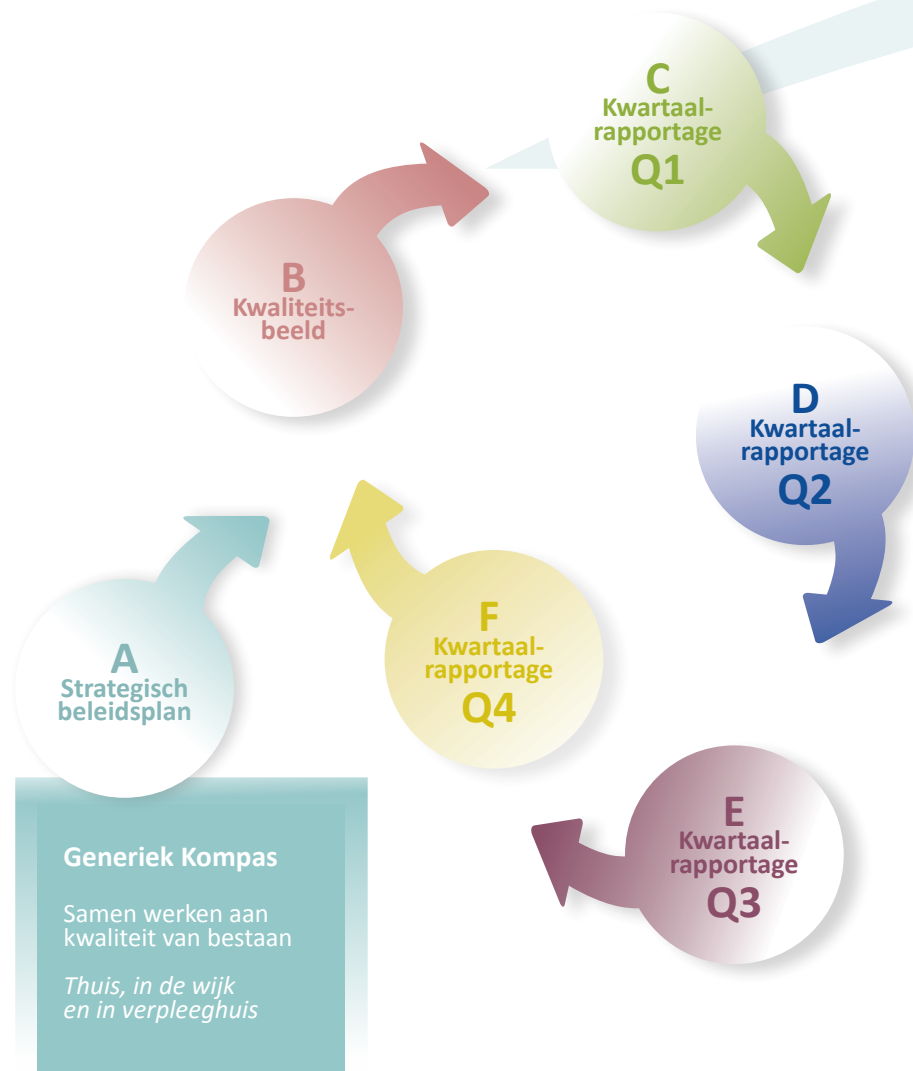 C
Kwartaal-
rapportage
Q1
B
Kwaliteits-
beeld
D
Kwartaal-
rapportage
Q2
F
Kwartaal-
rapportage
Q4
A
Strategisch
beleidsplan
E
Kwartaal-
rapportage
Q3
Generiek Kompas
Samen werken aan
kwaliteit van bestaan
Thuis, in de wijk
en in verpleeghuis